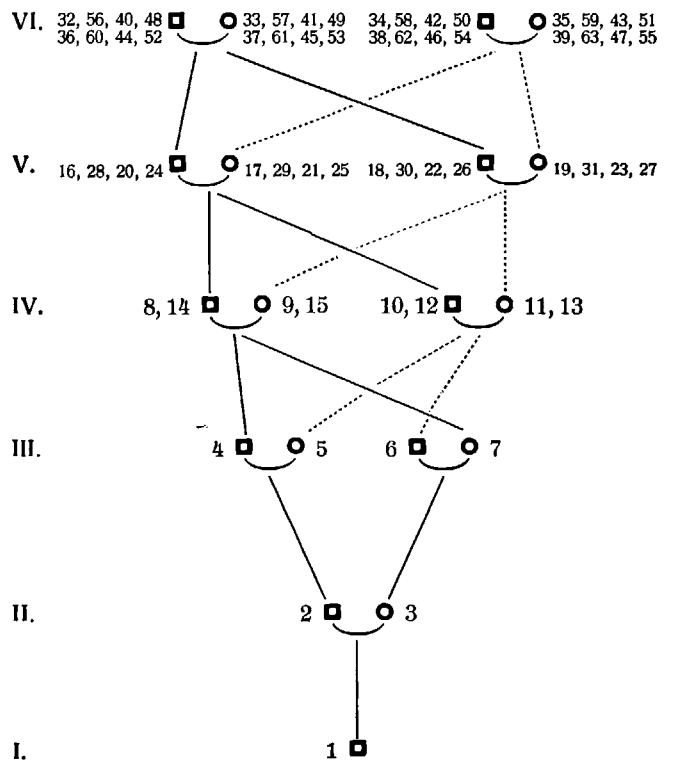 VI. 32, 56, 40, 48 33, 57, 41, 49 34, 58, 42, 50 35, 59, 43, 51
36, 60, 44, 52 37, 61, 45, 53 38, 62, 46, 54 39, 63, 47, 55
V. 16, 28, 20, 24 17, 29, 21, 25 18, 30, 22, 26 19, 31, 23, 27
IV. 8, 14 9, 15 10, 12 11, 13
III. 4 5 6 7
II. 2 3
I. 1